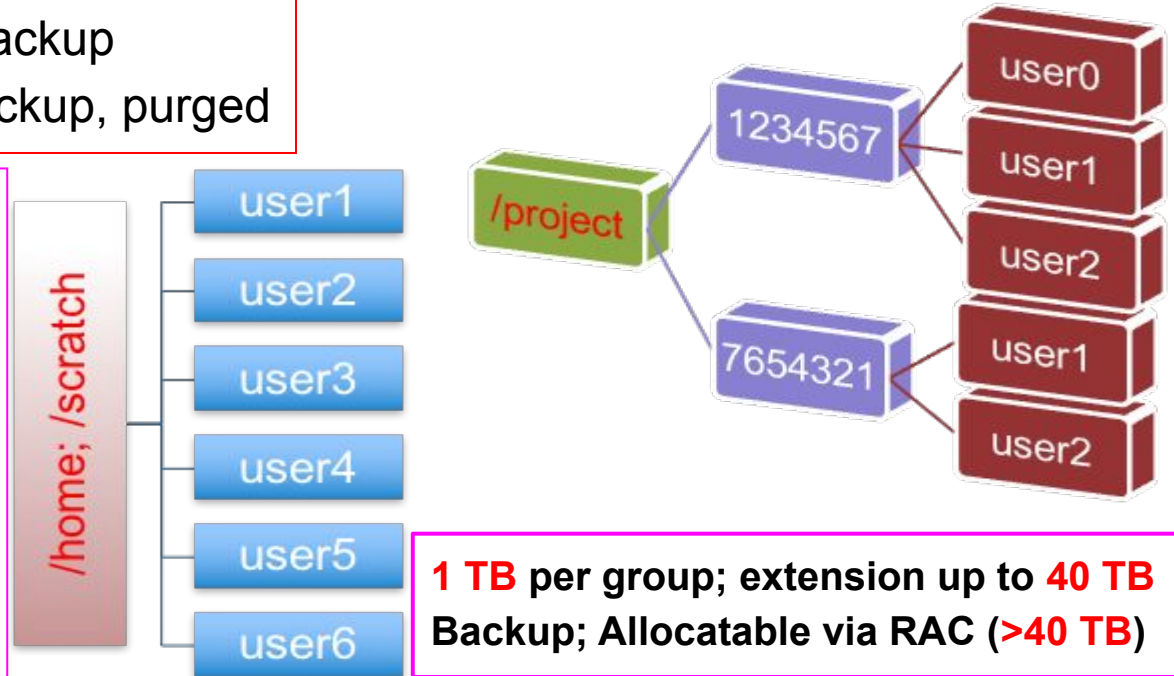 ackup
ckup, purged
/home; /scratch
user1
user2
user3
user4
user5
user6
/project
1234567
user0
user1
user2
7654321
user1
user2
1 TB per group; extension up to 40 TB
Backup; Allocatable via RAC (>40 TB)